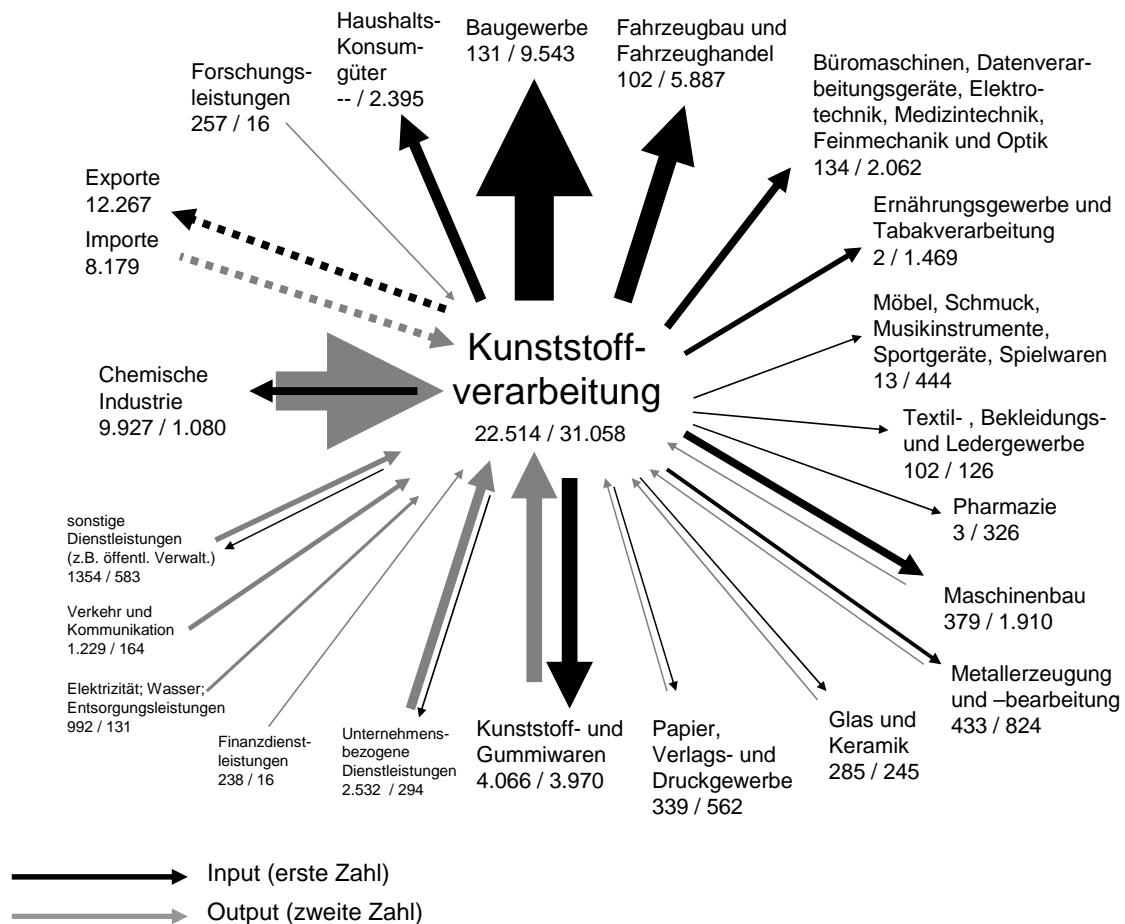 Haushalts-
Konsum-
güter
-- / 2.395
Baugewerbe
131 / 9.543
Fahrzeugbau und
Fahrzeughandel
102 / 5.887
Büromaschinen, Datenverar-
beitungsgeräte, Elektro-
technik, Medizintechnik,
Feinmechanik und Optik
134 / 2.062
Forschungs-
leistungen
257 / 16
Exporte
12.267
Importe
8.179
Ernährungsgewerbe und
Tabakverarbeitung
2 / 1.469
Möbel, Schmuck,
Musikinstrumente,
Sportgeräte, Spielwaren
13 / 444
Kunststoff-
verarbeitung
22.514 / 31.058
Chemische
Industrie
9.927 / 1.080
Textil- , Bekleidungs-
und Ledergewerbe
102 / 126
Pharmazie
3 / 326
Maschinenbau
379 / 1.910
Metallerzeugung
und –bearbeitung
433 / 824
sonstige
Dienstleistungen
(z.B. öffentl. Verwalt.)
1354 / 583
Verkehr und
Kommunikation
1.229 / 164
Elektrizität; Wasser;
Entsorgungsleistungen
992 / 131
Finanzdienst-
leistungen
238 / 16
Unternehmens-
bezogene
Dienstleistungen
2.532 / 294
Kunststoff- und
Gummiwaren
4.066 / 3.970
Papier,
Verlags- und
Druckgewerbe
339 / 562
Glas und
Keramik
285 / 245
Input (erste Zahl)
Output (zweite Zahl)